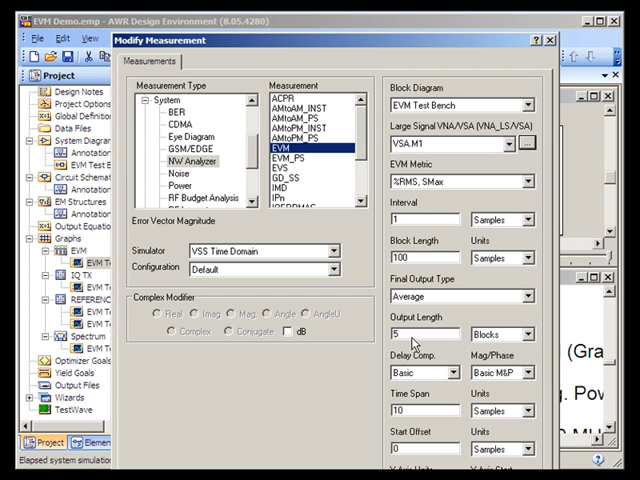 EVM Demo.emp - AWR Design Environment (8.05.4280)
File Edit View
Project
Design Notes
Project Options
Global Definition
Data Files
System Diagram
Annotation
EVM Test B
Circuit Schemat
Annotation
EM Structures
Annotation
Output Equation
Graphs
EVM
EVM Te
IQ TX
EVM Te
REFERENCE
EVM Te
EVM Te
Spectrum
EVM Te
Optimizer Goals
Yield Goals
Output Files
Wizards
TestWave
Project
Elemen
Elapsed system simulatio
Modify Measurement
Measurements
Measurement Type
System
BER
CDMA
Eye Diagram
GSM/EDGE
NW Analyzer
Noise
Power
RF Budget Analysis
Measurement
ACPR
AMtoAM_INST
AMtoAM_PS
AMtoPM_INST
AMtoPM_PS
EVM
EVM_PS
EVS
GD_SS
IMD
IPn
Error Vector Magnitude
Simulator
VSS Time Domain
Configuration
Default
Complex Modifier
Real Imag. Mag. Angle AngleU
Complex Conjugate dB
Block Diagram
EVM Test Bench
Large Signal VNA/VSA (VNA_LS/VSA)
VSA.M1
...
EVM Metric
%RMS, SMax
Interval
1 Samples
Block Length Units
100 Samples
Final Output Type
Average
Output Length
5 Blocks
Delay Comp. Mag/Phase
Basic Basic M&P
Time Span Units
10 Samples
Start Offset Units
0 Samples
(Gra
. Pow